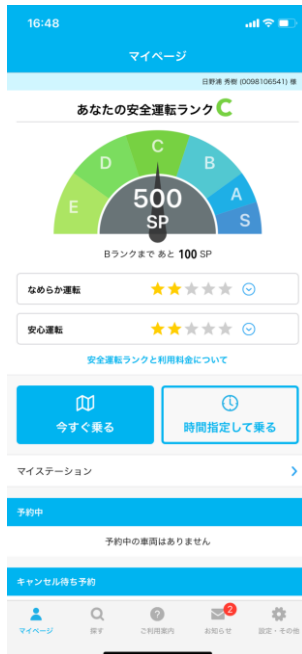 16:48
マイページ
日野浦 秀樹 (0098106541) 様
あなたの安全運転ランク C
C
D
B
E
A
S
500
SP
Bランクまで あと 100 SP
なめらか運転
安心運転
安全運転ランクと利用料金について
今すぐ乗る
時間指定して乗る
マイステーション
予約中
予約中の車両はありません
キャンセル待ち予約
2
マイページ
探す
ご利用案内
お知らせ
設定・その他